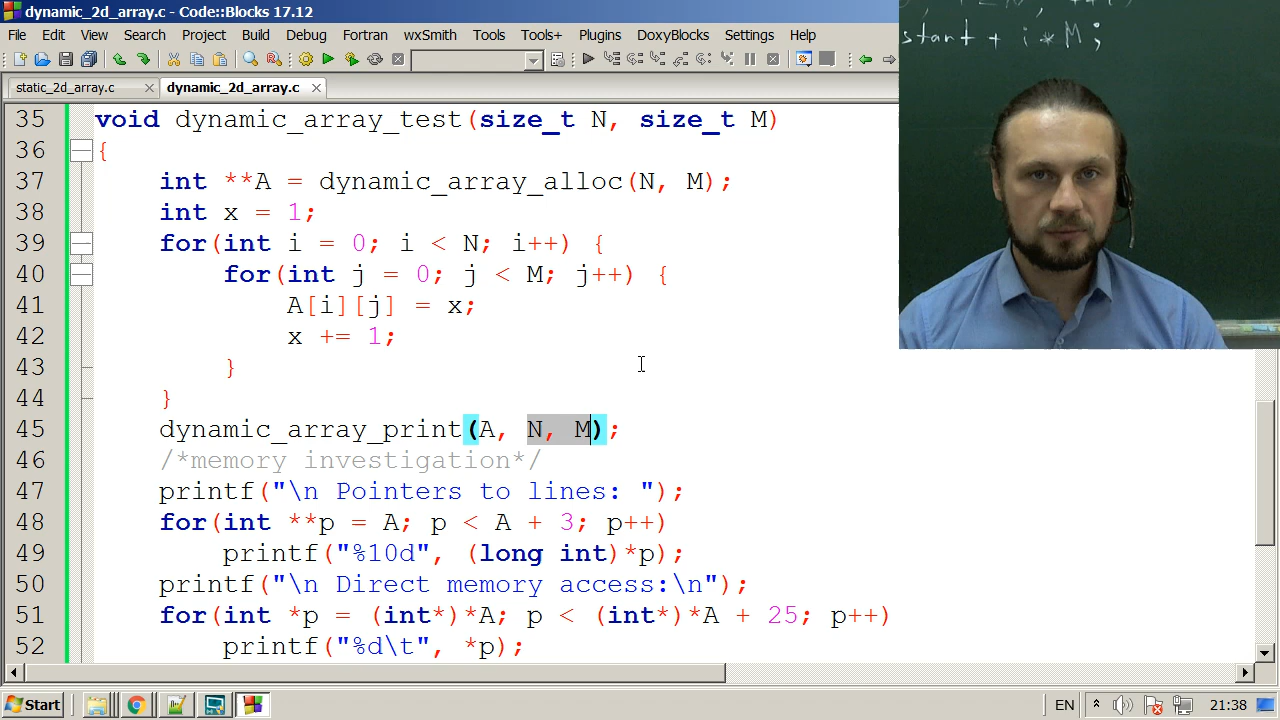 dynamic_2d_array.c - Code::Blocks 17.12
File Edit View Search Project Build Debug Fortran wxSmith Tools Tools+ Plugins DoxyBlocks Settings Help
static_2d_array.c dynamic_2d_array.c
35 void dynamic_array_test(size_t N, size_t M)
36 {
37 int **A = dynamic_array_alloc(N, M);
38 int x = 1;
39 for(int i = 0; i < N; i++) {
40 for(int j = 0; j < M; j++) {
41 A[i][j] = x;
42 x += 1;
43 }
44 }
45 dynamic_array_print(A, N, M);
46 /*memory investigation*/
47 printf("\n Pointers to lines: ");
48 for(int **p = A; p < A + 3; p++)
49 printf("%10d", (long int)*p);
50 printf("\n Direct memory access:\n");
51 for(int *p = (int*)*A; p < (int*)*A + 25; p++)
52 printf("%d\t", *p);
start + i * M;
Start EN 21:38